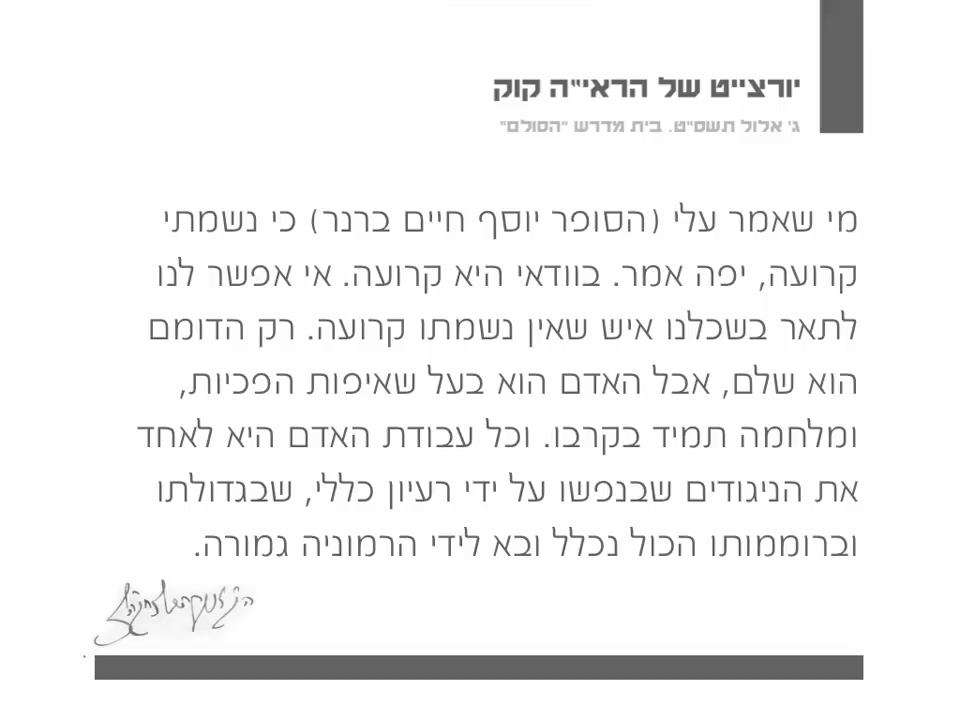 יורצייט של הראי"ה קוק
ג' אלול תשס"ט. בית מדרש "הסולם"
מי שאמר עלי (הסופר יוסף חיים ברנר) כי נשמתי
קרועה, יפה אמר. בוודאי היא קרועה. אי אפשר לנו
לתאר בשכלנו איש שאין נשמתו קרועה. רק הדומם
הוא שלם, אבל האדם הוא בעל שאיפות הפכיות,
ומלחמה תמיד בקרבו. וכל עבודת האדם היא לאחד
את הניגודים שבנפשו על ידי רעיון כללי, שבגדולתו
וברוממותו הכול נכלל ובא לידי הרמוניה גמורה.